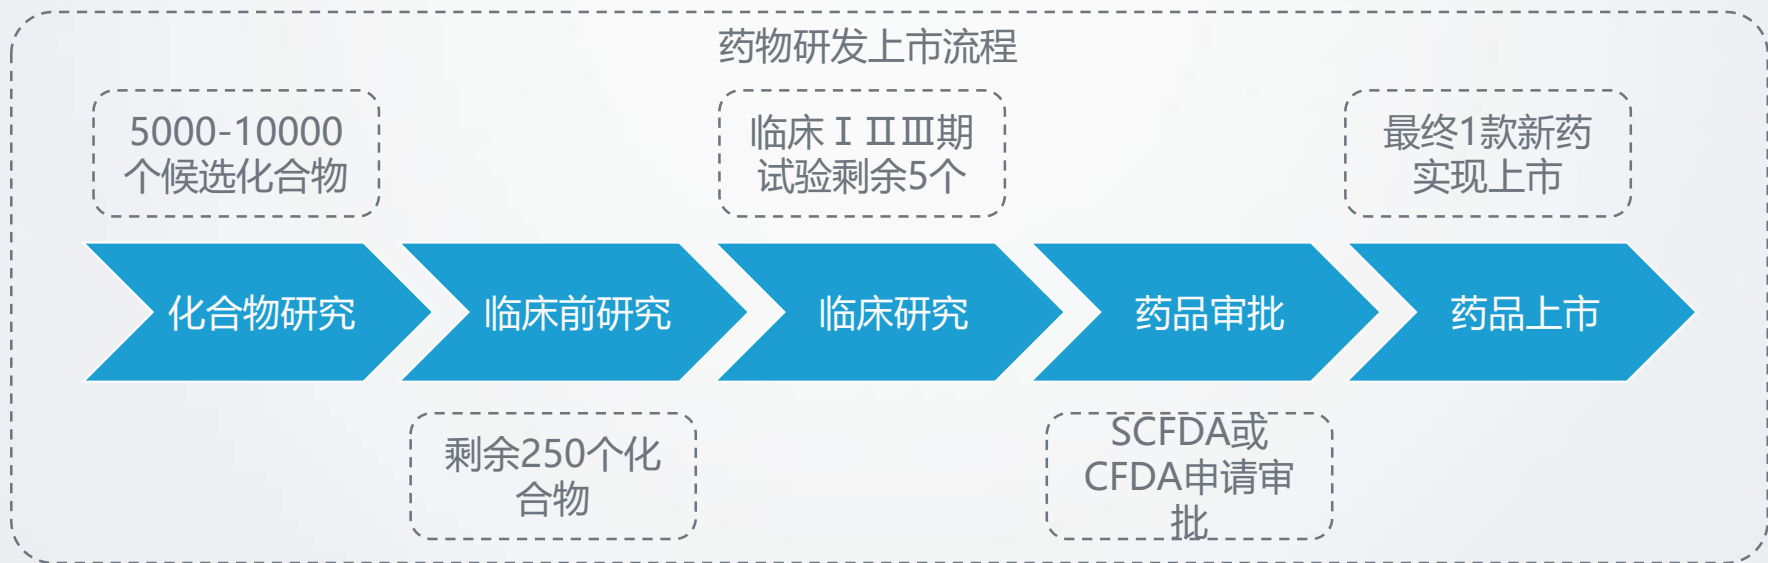 药物研发上市流程
5000-10000
个候选化合物
临床ⅠⅡⅢ期
试验剩余5个
最终1款新药
实现上市
化合物研究
临床前研究
临床研究
药品审批
药品上市
剩余250个化
合物
SCFDA或
CFDA申请审
批